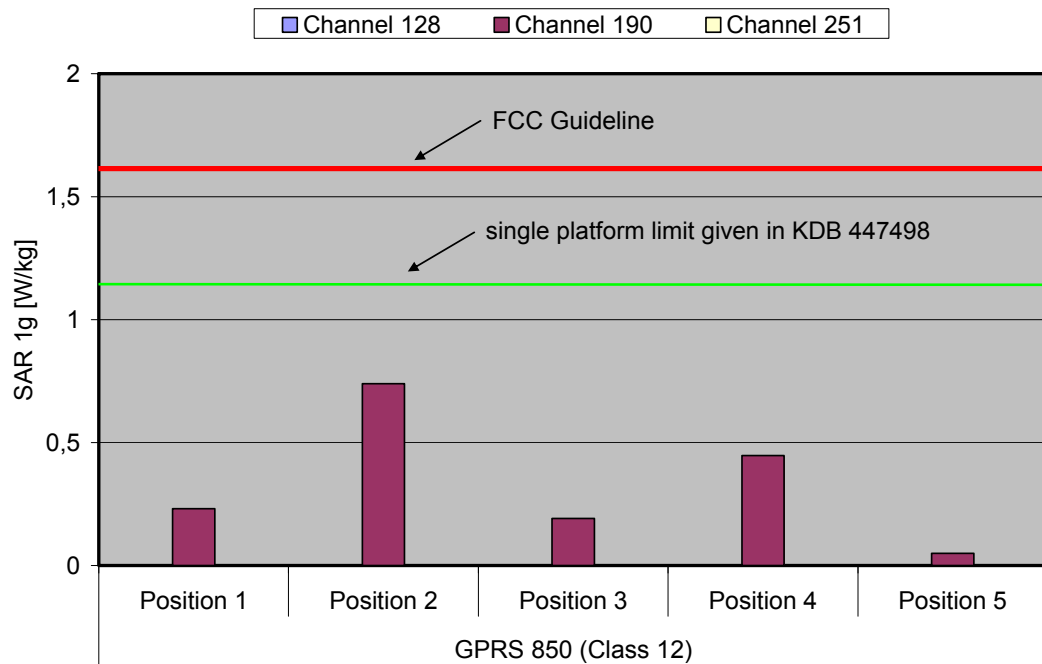 Channel 128 Channel 190 Channel 251
2
FCC Guideline
1,5
single platform limit given in KDB 447498
SAR 1g [W/kg]
1
0,5
0
Position 1 Position 2 Position 3 Position 4 Position 5
GPRS 850 (Class 12)